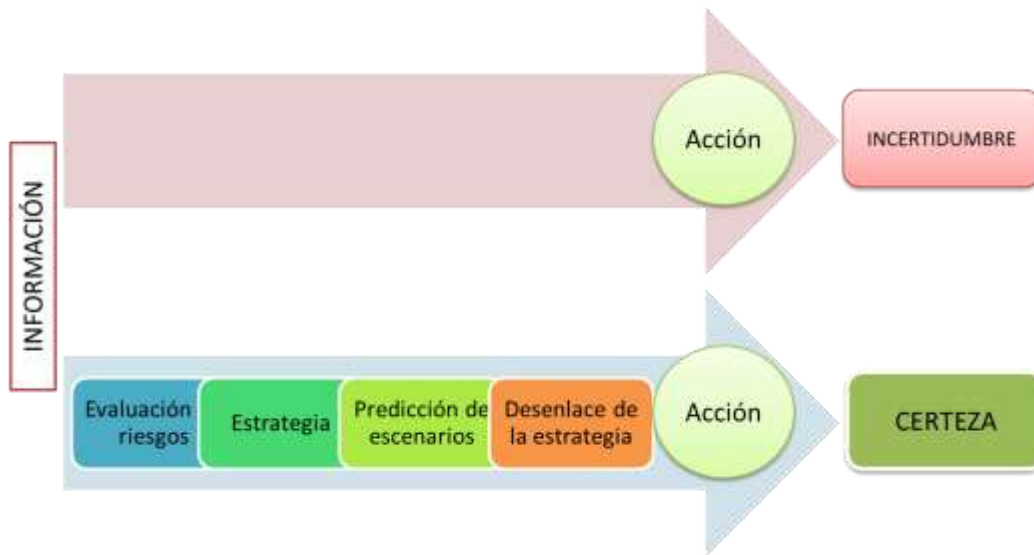 INFORMACIÓN
Acción
INCERTIDUMBRE
Evaluación
riesgos
Estrategia
Predicción de
escenarios
Desenlace de
la estrategia
Acción
CERTEZA